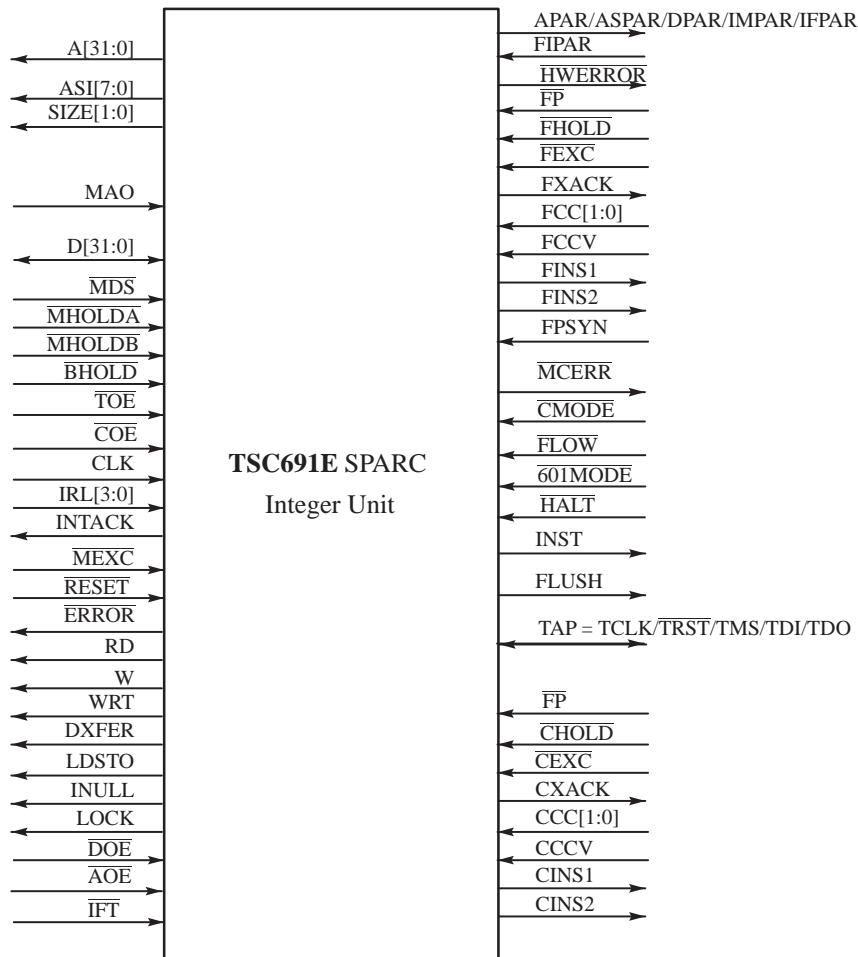 A[31:0]
ASI[7:0]
SIZE[1:0]
MAO
D[31:0]
MDS
MHOLDA
MHOLDB
BHOLD
TOE
COE
CLK
IRL[3:0]
INTACK
MEXC
RESET
ERROR
RD
W
WRT
DXFER
LDSTO
INULL
LOCK
DOE
AOE
IFT
TSC691E SPARC
Integer Unit
APAR/ASPAR/DPAR/IMPAR/IFPAR
FIPAR
HWERROR
FP
FHOLD
FEXC
FXACK
FCC[1:0]
FCCV
FINS1
FINS2
FPSYN
MCERR
CMODE
FLOW
601MODE
HALT
INST
FLUSH
TAP = TCLK/TRST/TMS/TDI/TDO
FP
CHOLD
CEXC
CXACK
CCC[1:0]
CCCV
CINS1
CINS2